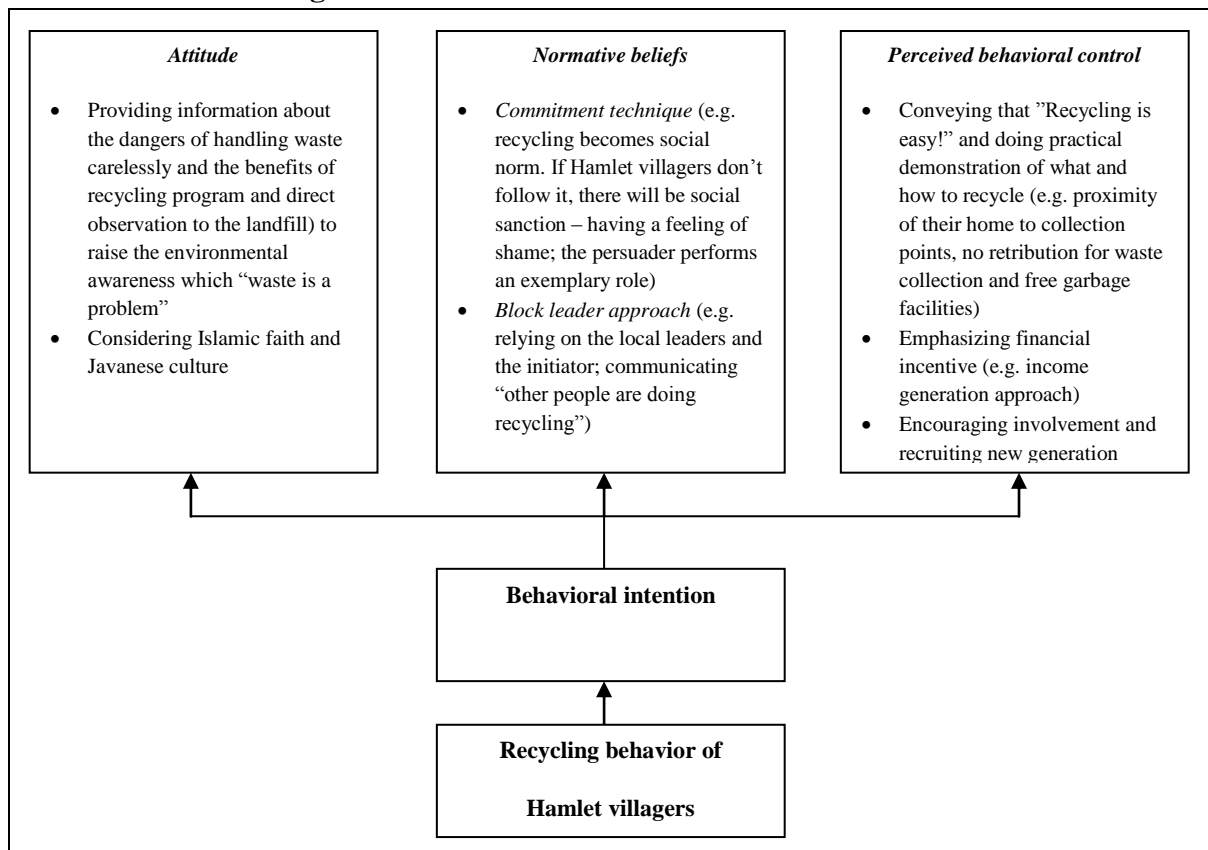 Attitude
• Providing information about
the dangers of handling waste
carelessly and the benefits of
recycling program and direct
observation to the landfill) to
raise the environmental
awareness which “waste is a
problem”
• Considering Islamic faith and
Javanese culture
Normative beliefs
• Commitment technique (e.g.
recycling becomes social
norm. If Hamlet villagers don’t
follow it, there will be social
sanction – having a feeling of
shame; the persuader performs
an exemplary role)
• Block leader approach (e.g.
relying on the local leaders and
the initiator; communicating
“other people are doing
recycling”)
Perceived behavioral control
• Conveying that ”Recycling is
easy!” and doing practical
demonstration of what and
how to recycle (e.g. proximity
of their home to collection
points, no retribution for waste
collection and free garbage
facilities)
• Emphasizing financial
incentive (e.g. income
generation approach)
• Encouraging involvement and
recruiting new generation
Behavioral intention
Recycling behavior of
Hamlet villagers